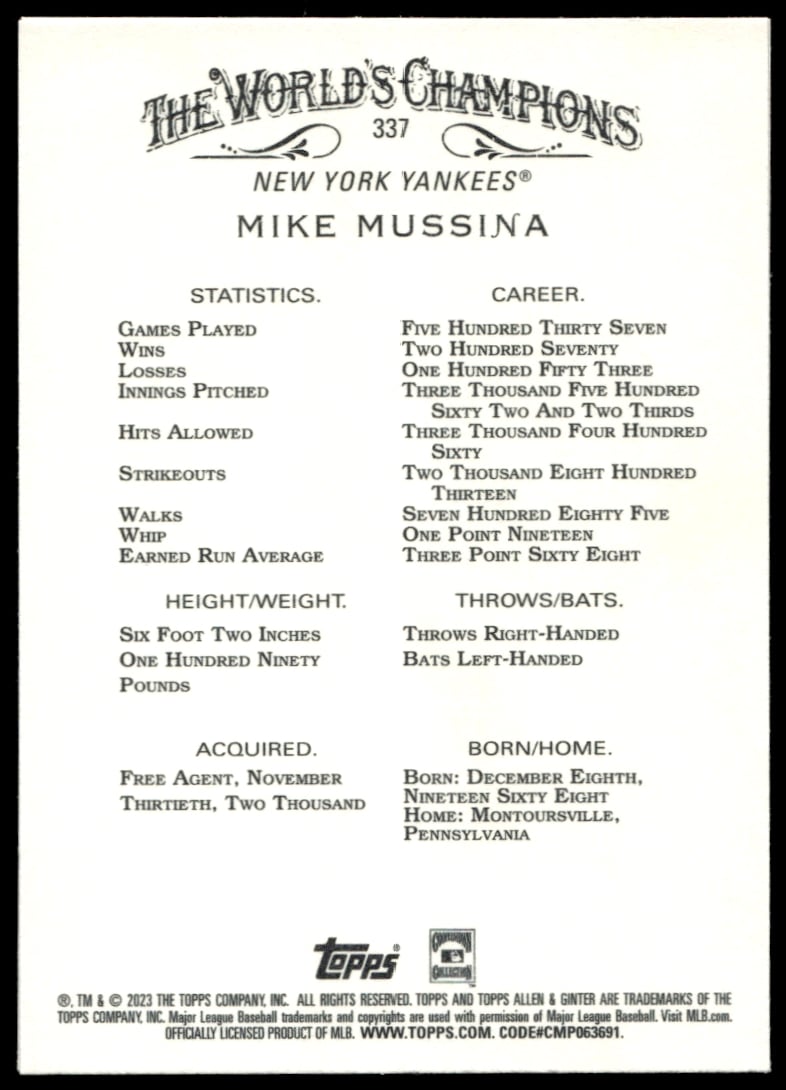 THE WORLD'S CHAMPIONS
337
NEW YORK YANKEES®
MIKE MUSSINA
STATISTICS. CAREER.
GAMES PLAYED FIVE HUNDRED THIRTY SEVEN
WINS TWO HUNDRED SEVENTY
LOSSES ONE HUNDRED FIFTY THREE
INNINGS PITCHED THREE THOUSAND FIVE HUNDRED
SIXTY TWO AND TWO THIRDS
HITS ALLOWED THREE THOUSAND FOUR HUNDRED
SIXTY
STRIKEOUTS TWO THOUSAND EIGHT HUNDRED
THIRTEEN
WALKS SEVEN HUNDRED EIGHTY FIVE
WHIP ONE POINT NINETEEN
EARNED RUN AVERAGE THREE POINT SIXTY EIGHT
HEIGHT/WEIGHT. THROWS/BATS.
SIX FOOT TWO INCHES THROWS RIGHT-HANDED
ONE HUNDRED NINETY BATS LEFT-HANDED
POUNDS
ACQUIRED. BORN/HOME.
FREE AGENT, NOVEMBER BORN: DECEMBER EIGHTH,
THIRTIETH, TWO THOUSAND NINETEEN SIXTY EIGHT
HOME: MONTOURSVILLE,
PENNSYLVANIA
TOPPS® COOPERSTOWN
COLLECTION™
®, TM & © 2023 THE TOPPS COMPANY, INC. ALL RIGHTS RESERVED. TOPPS AND TOPPS ALLEN & GINTER ARE TRADEMARKS OF THE
TOPPS COMPANY, INC. Major League Baseball trademarks and copyrights are used with permission of Major League Baseball. Visit MLB.com.
OFFICIALLY LICENSED PRODUCT OF MLB. WWW.TOPPS.COM. CODE#CMP063691.